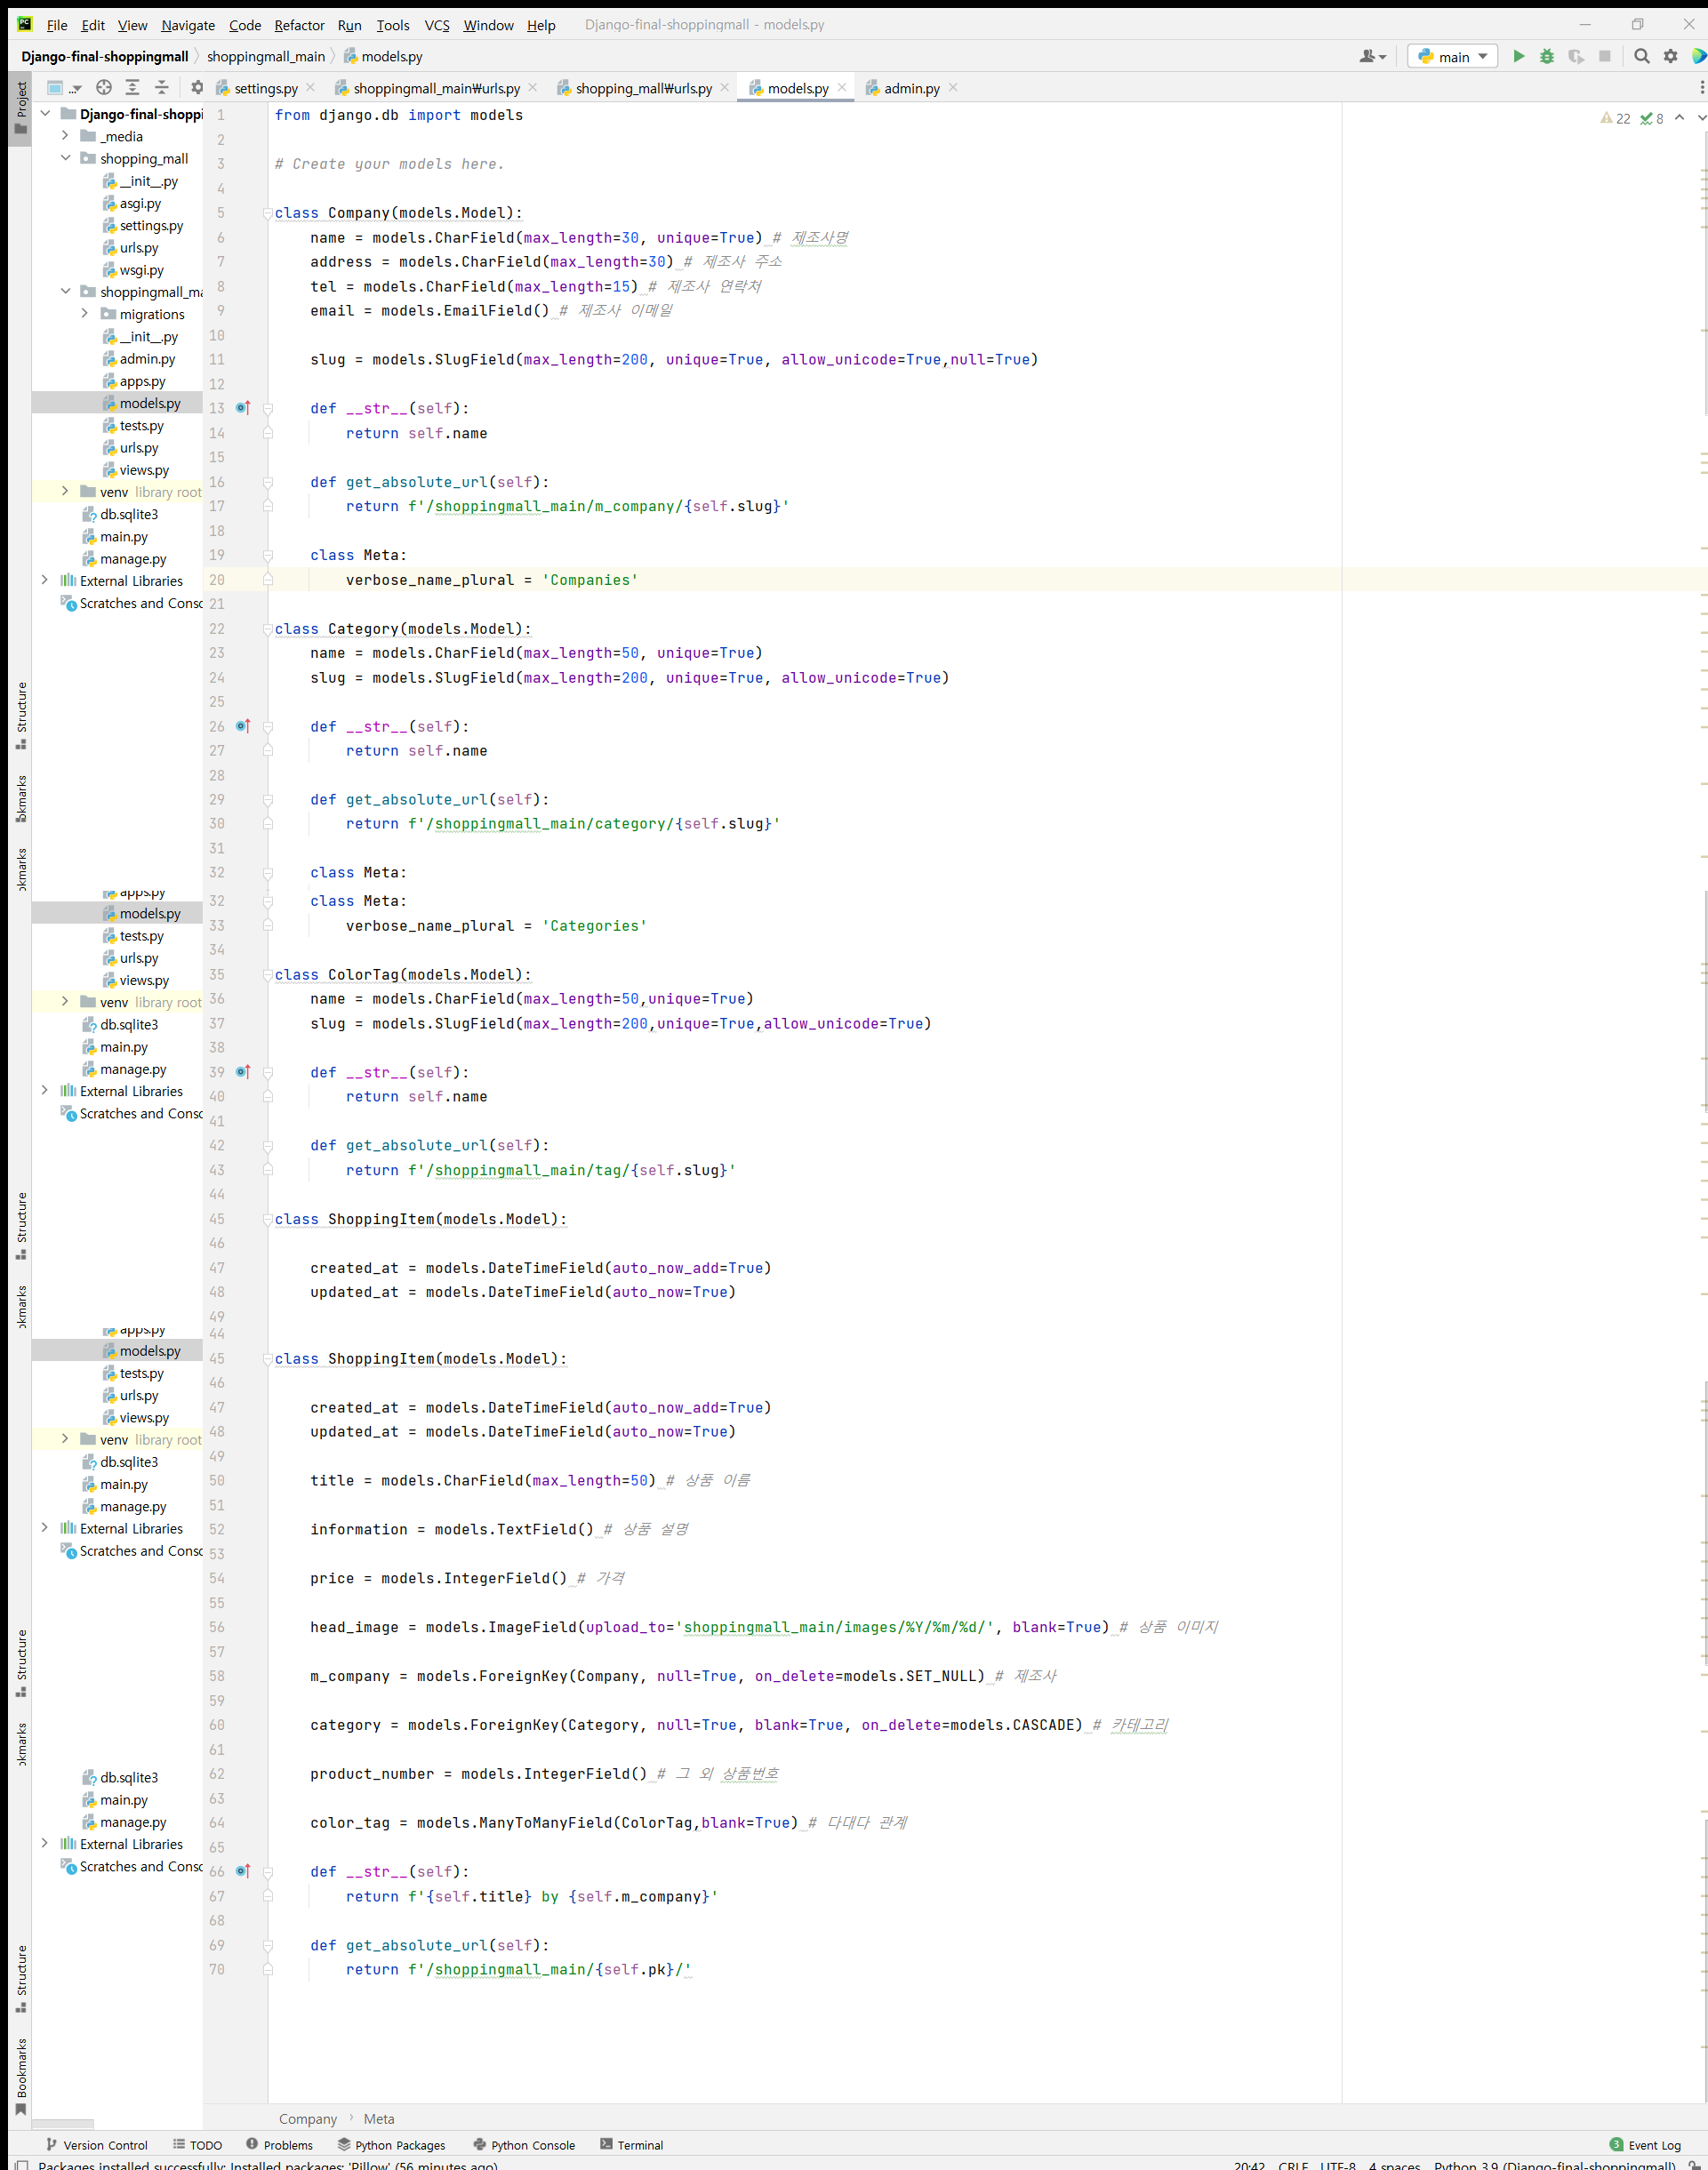 File Edit View Navigate Code Refactor Run Tools VCS Window Help Django-final-shoppingmall - models.py
Django-final-shoppingmall shoppingmall_main models.py main
Project ... settings.py shoppingmall_main₩urls.py shopping_mall₩urls.py models.py admin.py
Django-final-shoppi 1 from django.db import models 22 8
_media 2
shopping_mall 3 # Create your models here.
__init__.py 4
asgi.py 5 class Company(models.Model):
settings.py 6 name = models.CharField(max_length=30, unique=True) # 제조사명
urls.py 7 address = models.CharField(max_length=30) # 제조사 주소
wsgi.py 8 tel = models.CharField(max_length=15) # 제조사 연락처
shoppingmall_ma
migrations 9 email = models.EmailField() # 제조사 이메일
__init__.py 10
admin.py 11 slug = models.SlugField(max_length=200, unique=True, allow_unicode=True,null=True)
apps.py 12
models.py 13 def __str__(self):
tests.py 14 return self.name
urls.py 15
views.py 16 def get_absolute_url(self):
venv library root 17 return f'/shoppingmall_main/m_company/{self.slug}'
db.sqlite3 18
main.py
manage.py 19 class Meta:
External Libraries 20 verbose_name_plural = 'Companies'
Scratches and Consc 21
22 class Category(models.Model):
23 name = models.CharField(max_length=50, unique=True)
24 slug = models.SlugField(max_length=200, unique=True, allow_unicode=True)
25
Structure 26 def __str__(self):
27 return self.name
28
29 def get_absolute_url(self):
30 return f'/shoppingmall_main/category/{self.slug}'
31
32 class Meta:
apps.py 32 class Meta:
models.py
tests.py 33 verbose_name_plural = 'Categories'
urls.py 34
views.py 35 class ColorTag(models.Model):
venv library root 36 name = models.CharField(max_length=50,unique=True)
db.sqlite3 37 slug = models.SlugField(max_length=200,unique=True,allow_unicode=True)
main.py 38
manage.py 39 def __str__(self):
External Libraries 40 return self.name
Scratches and Consc 41
42 def get_absolute_url(self):
43 return f'/shoppingmall_main/tag/{self.slug}'
44
Structure 45 class ShoppingItem(models.Model):
46
47 created_at = models.DateTimeField(auto_now_add=True)
48 updated_at = models.DateTimeField(auto_now=True)
49
apps.py 44
models.py 45 class ShoppingItem(models.Model):
tests.py 46
urls.py 47 created_at = models.DateTimeField(auto_now_add=True)
views.py 48 updated_at = models.DateTimeField(auto_now=True)
venv library root 49
db.sqlite3 50 title = models.CharField(max_length=50) # 상품 이름
main.py 51
manage.py 52 information = models.TextField() # 상품 설명
External Libraries
Scratches and Consc 53
54 price = models.IntegerField() # 가격
55
Structure 56 head_image = models.ImageField(upload_to='shoppingmall_main/images/%Y/%m/%d/', blank=True) # 상품 이미지
57
58 m_company = models.ForeignKey(Company, null=True, on_delete=models.SET_NULL) # 제조사
59
60 category = models.ForeignKey(Category, null=True, blank=True, on_delete=models.CASCADE) # 카테고리
61
db.sqlite3 62 product_number = models.IntegerField() # 그 외 상품번호
main.py 63
manage.py 64 color_tag = models.ManyToManyField(ColorTag,blank=True) # 다대다 관계
External Libraries 65
Scratches and Consc 66 def __str__(self):
67 return f'{self.title} by {self.m_company}'
68
Structure 69 def get_absolute_url(self):
70 return f'/shoppingmall_main/{self.pk}/'
Bookmarks
Company Meta
Version Control TODO Problems Python Packages Python Console Terminal 3 Event Log
Packages installed successfully: Installed packages: 'Pillow' (56 minutes ago) 20:42 CRLF UTF-8 4 spaces Python 3.9 (Django-final-shoppingmall)